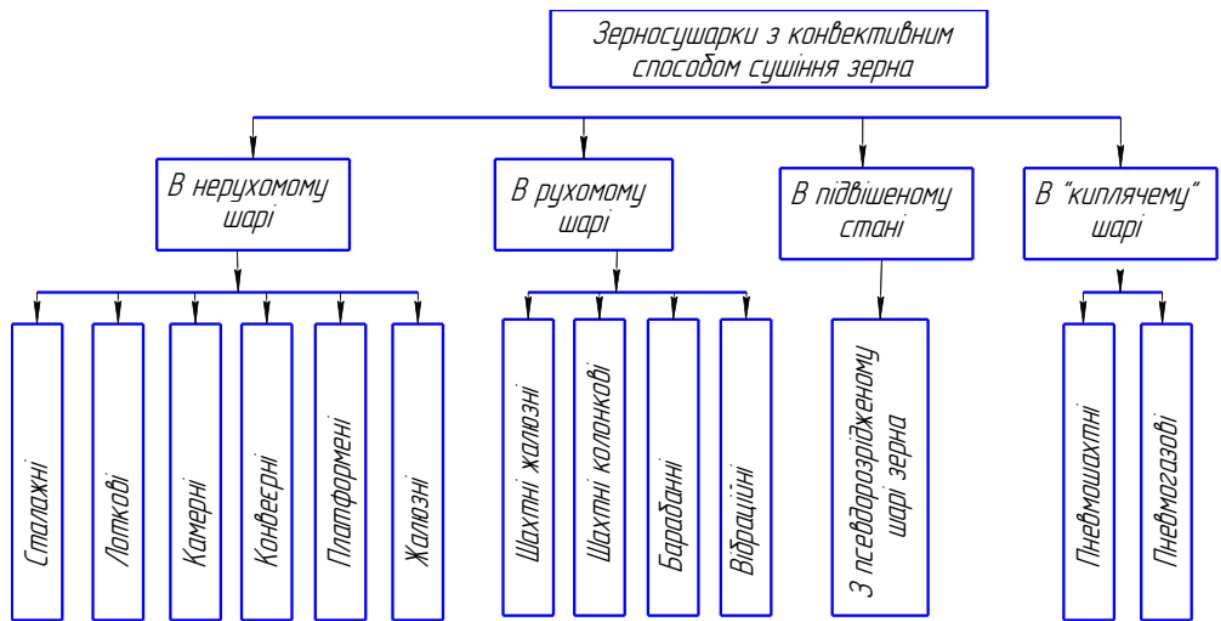 Зерносушарки з конвективним
способом сушіння зерна
В нерухомому
шарі
В рухомому
шарі
В підвішеному
стані
В "киплячему"
шарі
Сталажні
Лоткові
Камерні
Конвеєрні
Платформені
Жалюзні
Шахтні жалюзні
Шахтні колонкові
Барабанні
Вібраційні
З псевдорозрідженому
шарі зерна
Пневмошахтні
Пневмогазові